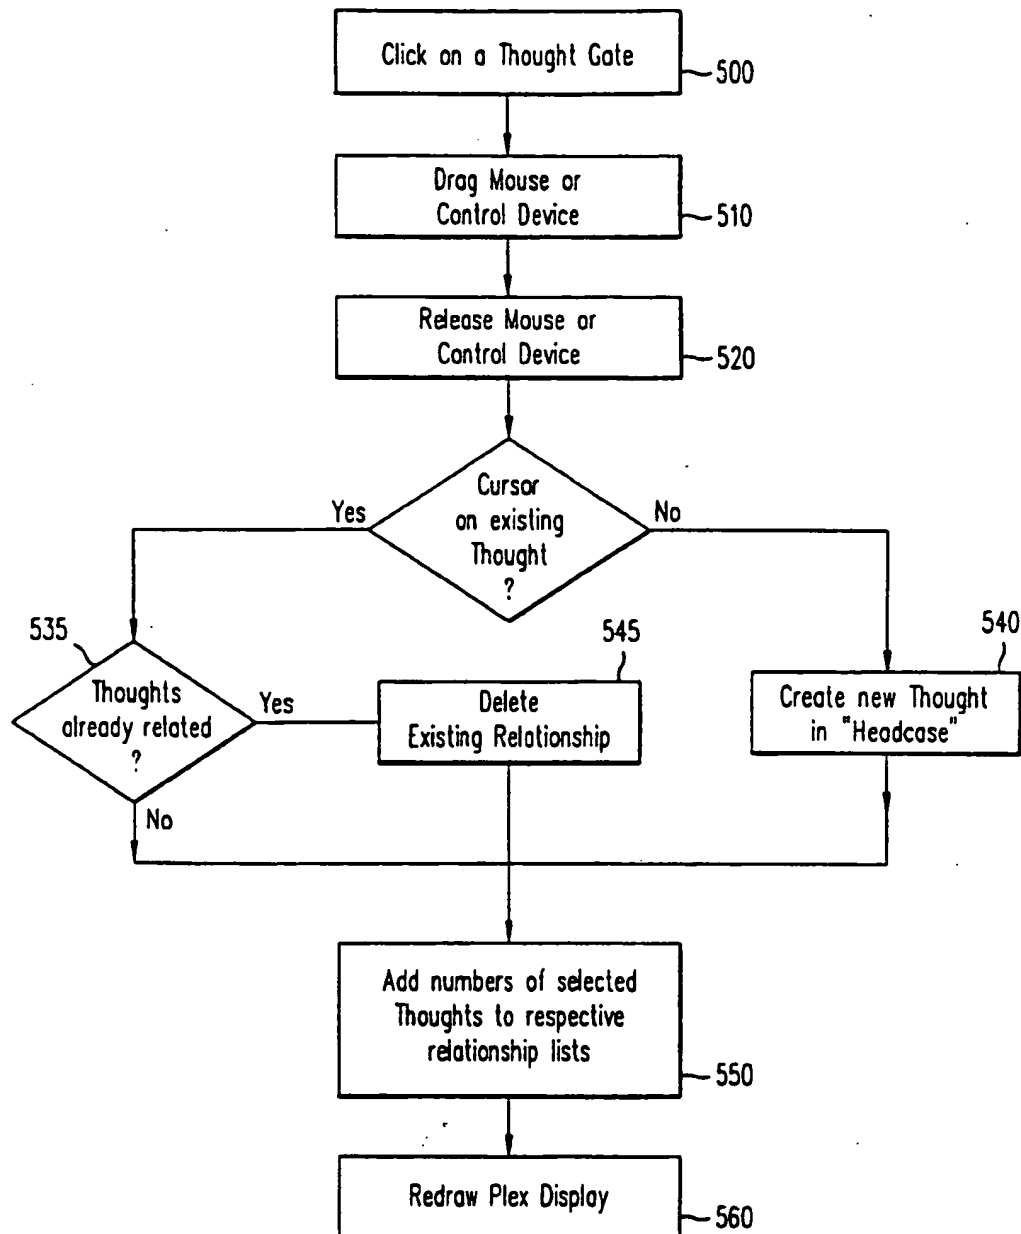 Click on a Thought Gate
500
Drag Mouse or
Control Device
510
Release Mouse or
Control Device
520
Cursor
on existing
Thought
?
Yes
No
535
Thoughts
already related
?
Yes
No
545
Delete
Existing Relationship
540
Create new Thought
in "Headcase"
Add numbers of selected
Thoughts to respective
relationship lists
550
Redraw Plex Display
560